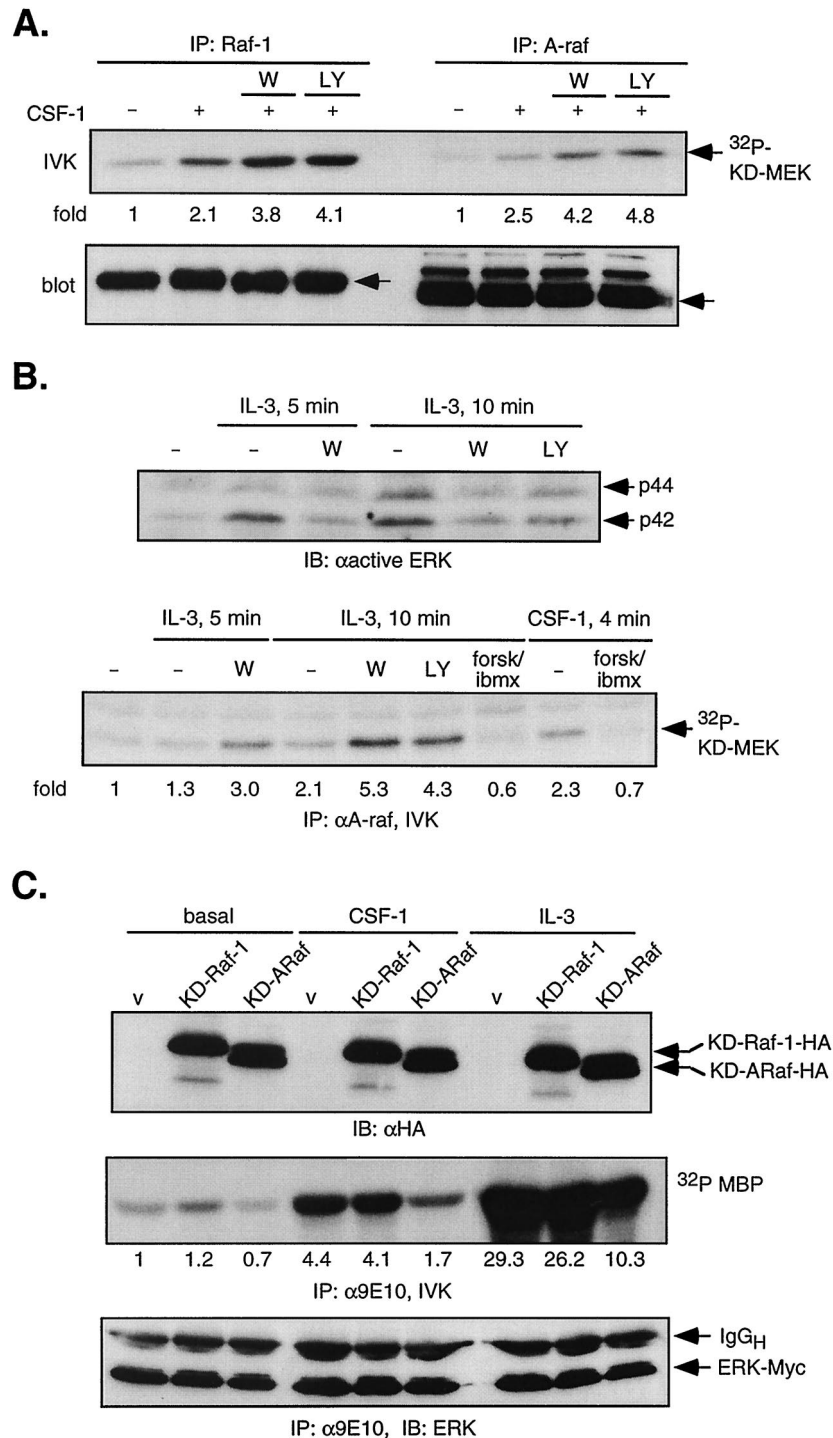 A.
IP: Raf-1 IP: A-raf
W LY W LY
CSF-1 – + + + – + + +
IVK
32P-
KD-MEK
fold 1 2.1 3.8 4.1 1 2.5 4.2 4.8
blot
B.
IL-3, 5 min IL-3, 10 min
– – W – W LY
p44
p42
IB: αactive ERK
IL-3, 5 min IL-3, 10 min CSF-1, 4 min
– – W – W LY forsk/ibmx – forsk/ibmx
32P-
KD-MEK
fold 1 1.3 3.0 2.1 5.3 4.3 0.6 2.3 0.7
IP: αA-raf, IVK
C.
basal CSF-1 IL-3
v KD-Raf-1 KD-ARaf v KD-Raf-1 KD-ARaf v KD-Raf-1 KD-ARaf
KD-Raf-1-HA
KD-ARaf-HA
IB: αHA
32P MBP
1 1.2 0.7 4.4 4.1 1.7 29.3 26.2 10.3
IP: α9E10, IVK
IgGH
ERK-Myc
IP: α9E10, IB: ERK